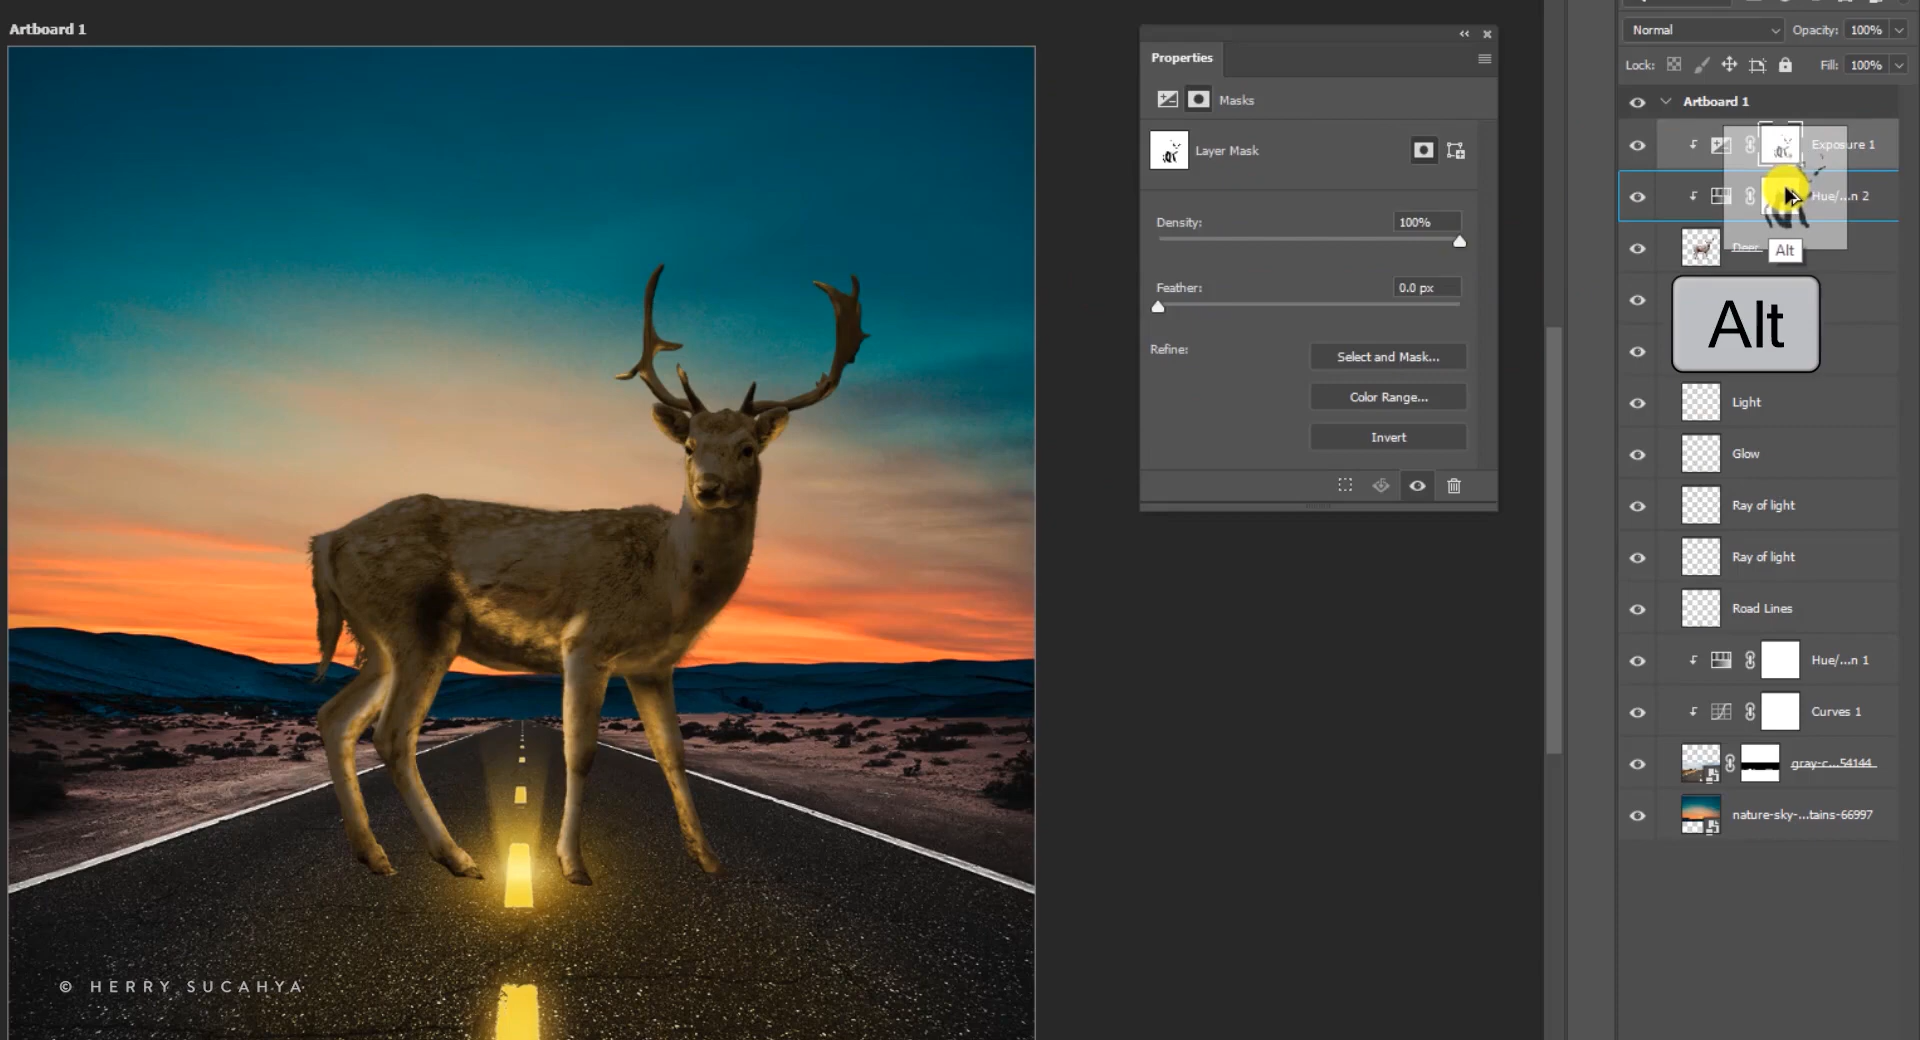 Artboard 1
© HERRY SUCAHYA
Properties
Masks
Layer Mask
Density: 100%
Feather: 0.0 px
Refine:
Select and Mask...
Color Range...
Invert
Normal Opacity: 100%
Lock: Fill: 100%
Artboard 1
Exposure 1
Hue/...n 2
Deer
Alt
Alt
Light
Glow
Ray of light
Ray of light
Road Lines
Hue/...n 1
Curves 1
gray-c...54144
nature-sky-...tains-66997